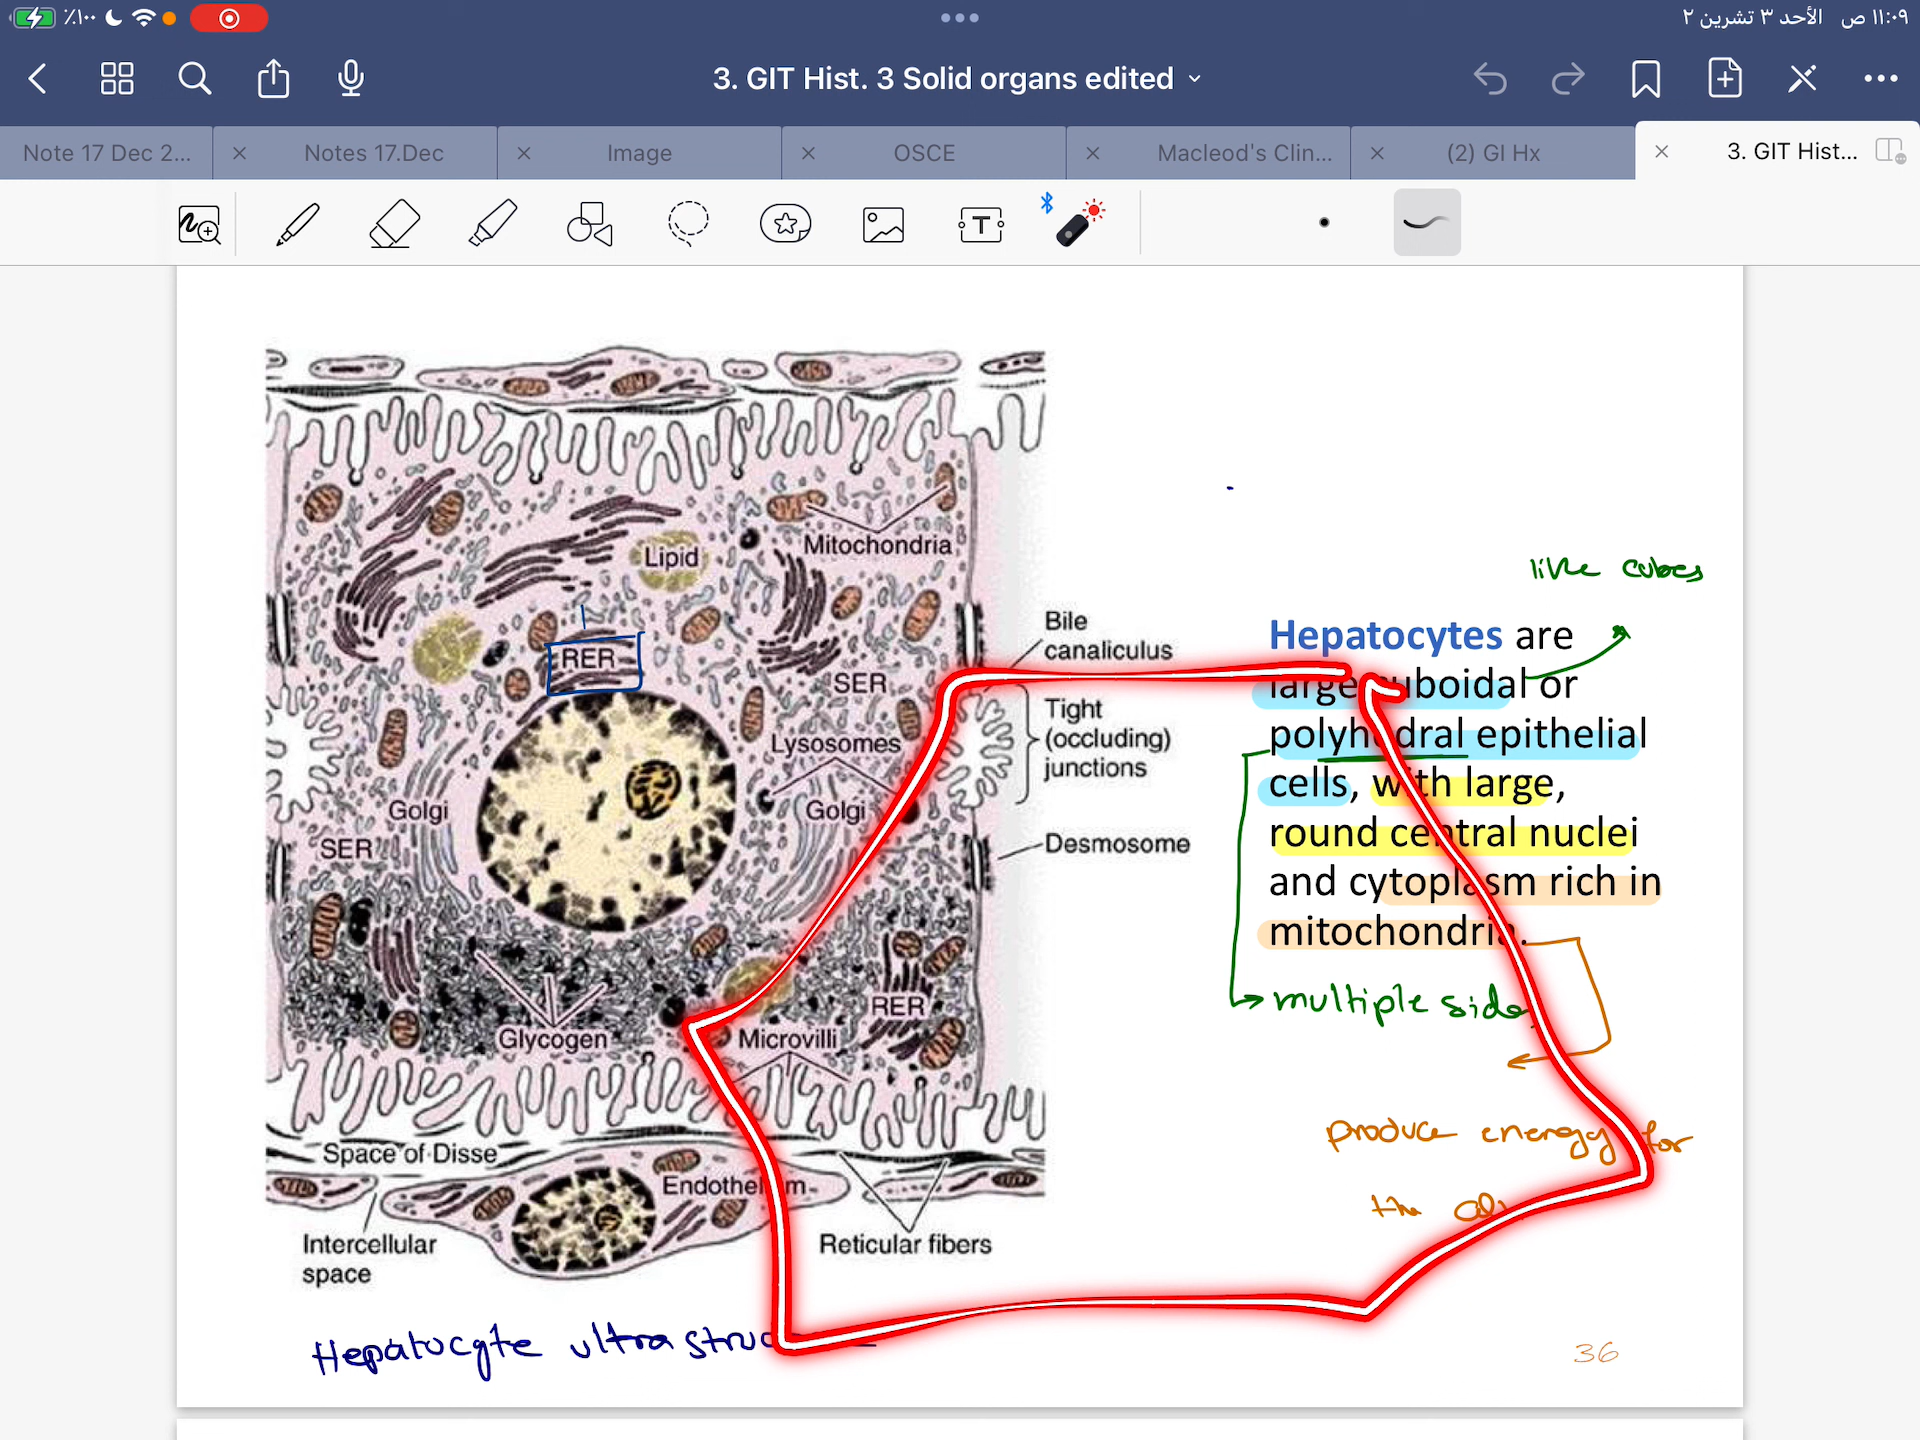 ٪١٠٠
١١:٠٩ ص الأحد ٣ تشرين ٢
3. GIT Hist. 3 Solid organs edited
Note 17 Dec 2...
Notes 17.Dec
Image
OSCE
Macleod's Clin...
(2) GI Hx
3. GIT Hist...
T
Lipid
Mitochondria
RER
SER
Bile
canaliculus
Tight
(occluding)
junctions
Lysosomes
Golgi
Golgi
SER
Desmosome
RER
Glycogen
Microvilli
Space of Disse
Endothelium
Intercellular
space
Reticular fibers
Hepatocyte ultra struc
like cubes
Hepatocytes are
large cuboidal or
polyhedral epithelial
cells, with large,
round central nuclei
and cytoplasm rich in
mitochondria.
multiple side
produce energy for
the
36